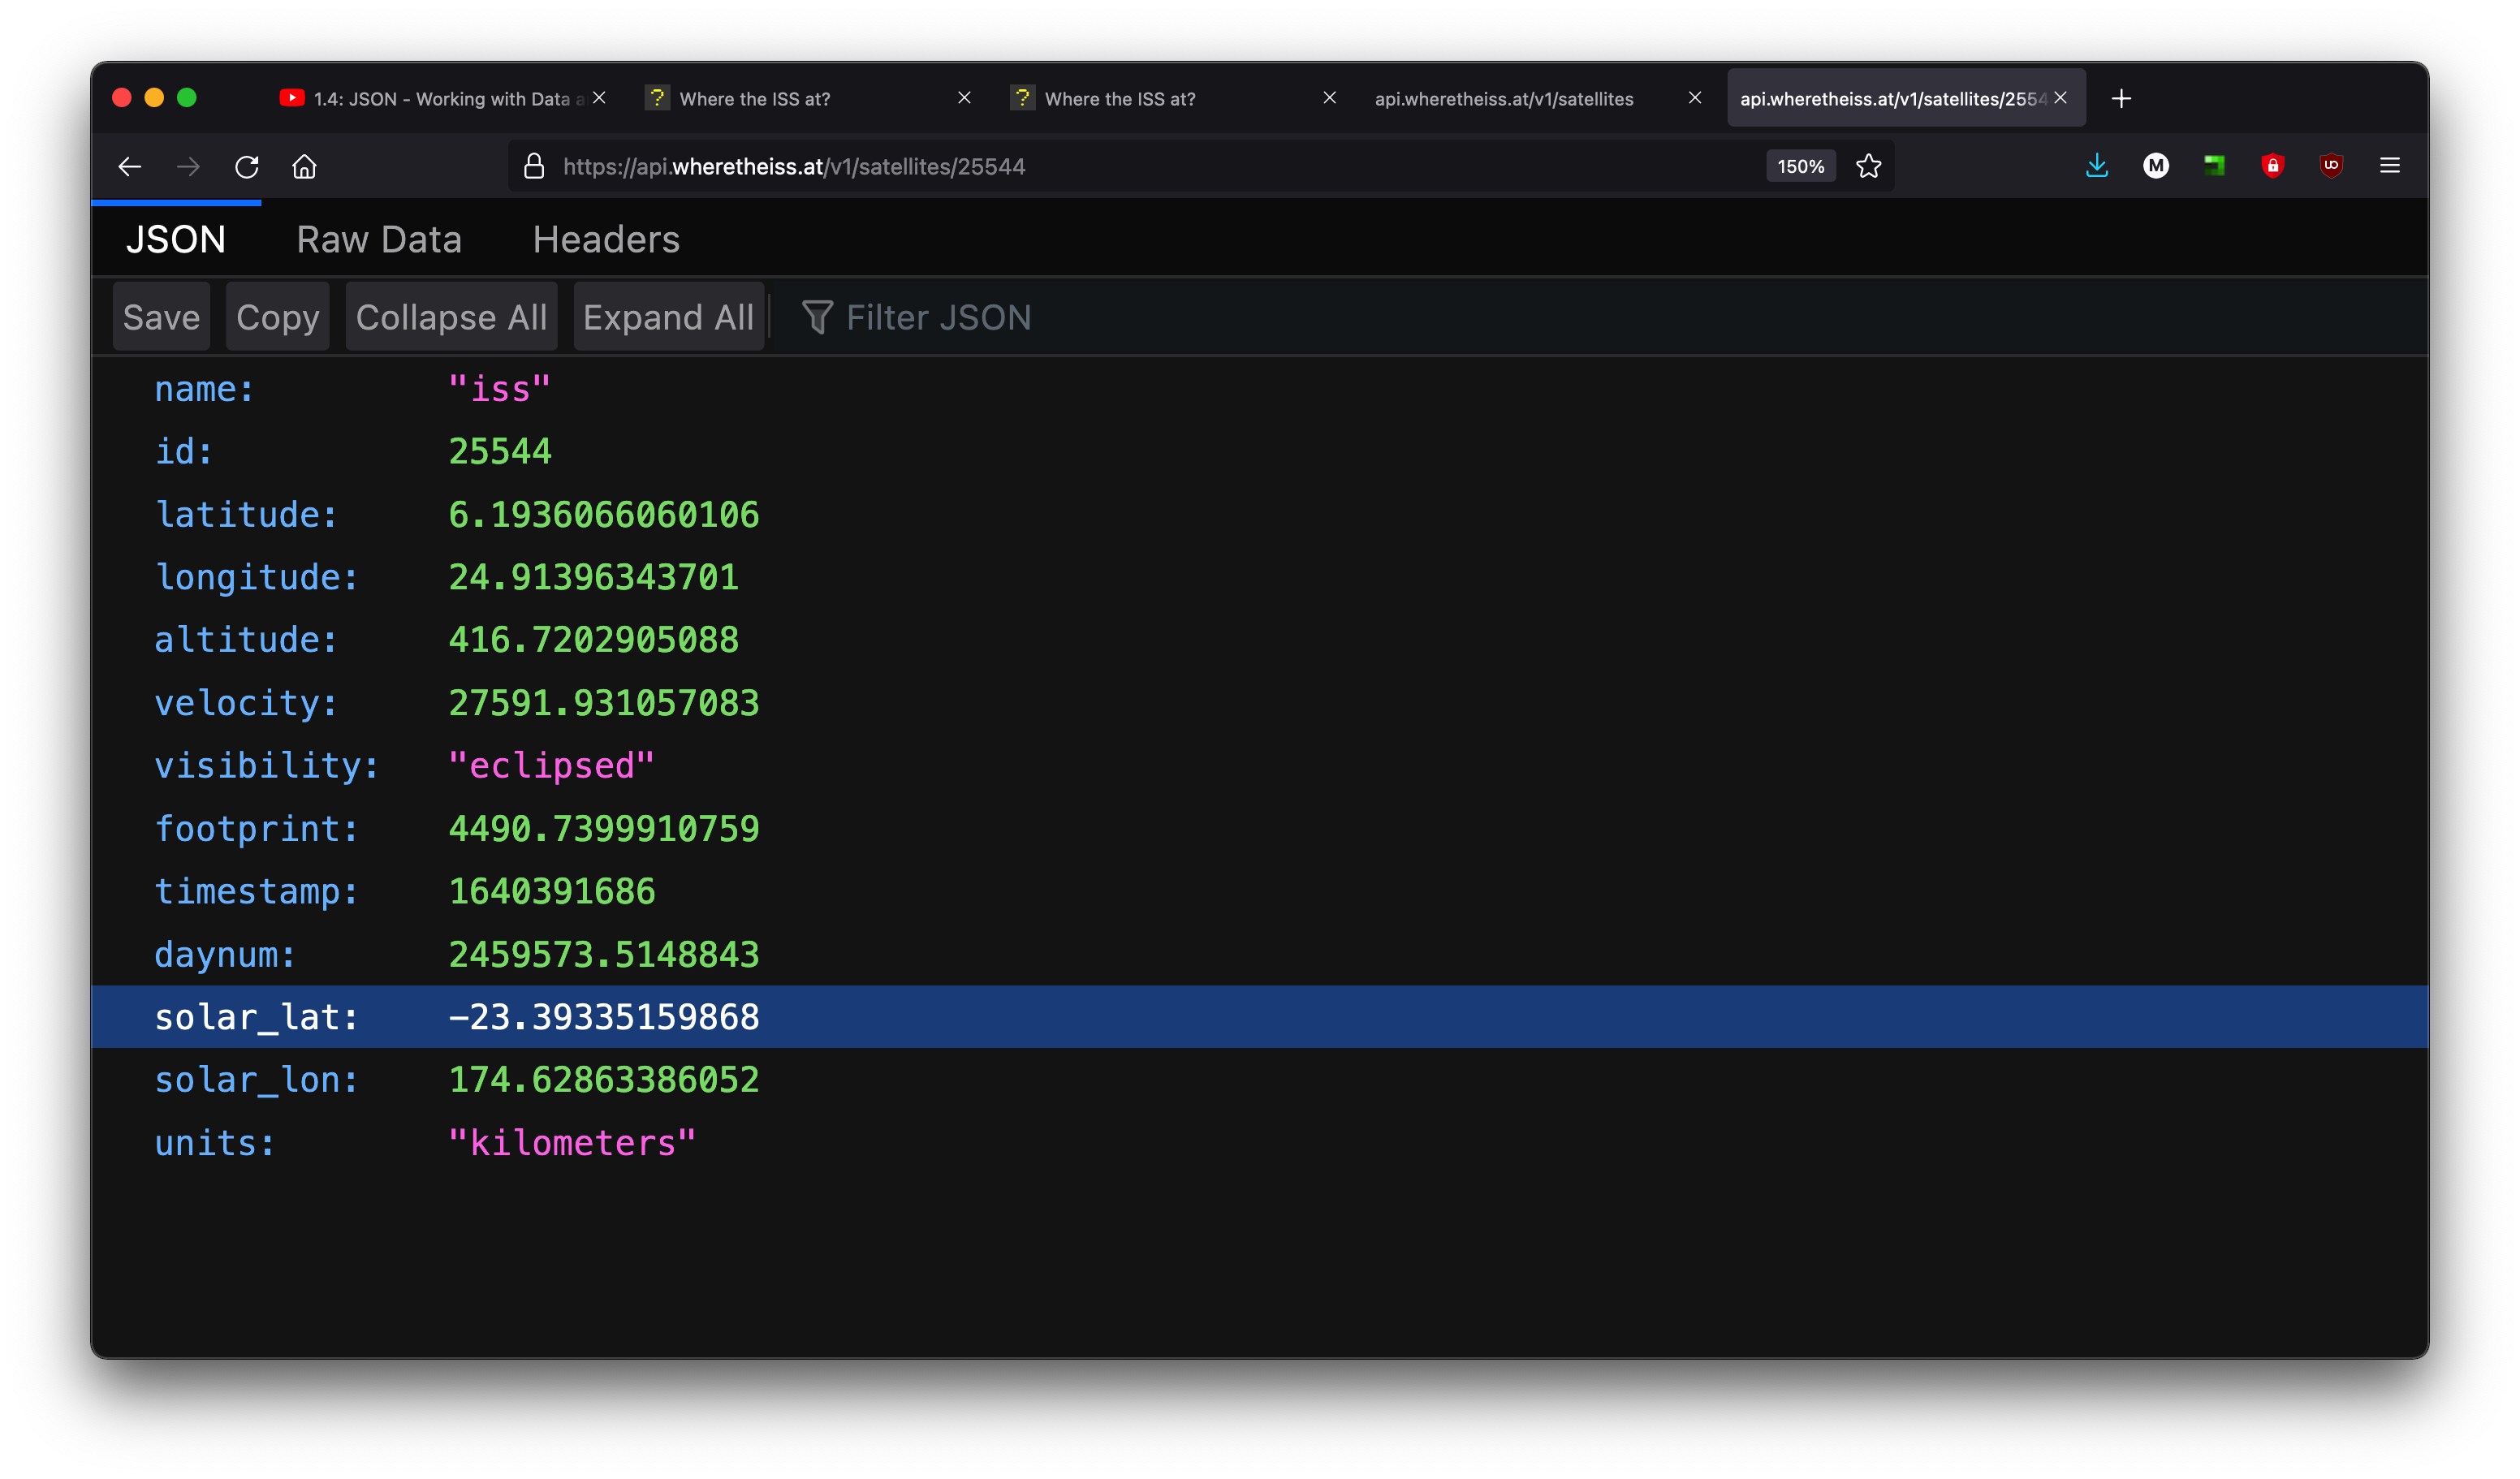 1.4: JSON - Working with Data a
Where the ISS at?
Where the ISS at?
api.wheretheiss.at/v1/satellites
api.wheretheiss.at/v1/satellites/2554
https://api.wheretheiss.at/v1/satellites/25544
150%
M
JSON Raw Data Headers
Save Copy Collapse All Expand All Filter JSON
name: "iss"
id: 25544
latitude: 6.1936066060106
longitude: 24.91396343701
altitude: 416.7202905088
velocity: 27591.931057083
visibility: "eclipsed"
footprint: 4490.7399910759
timestamp: 1640391686
daynum: 2459573.5148843
solar_lat: -23.39335159868
solar_lon: 174.62863386052
units: "kilometers"